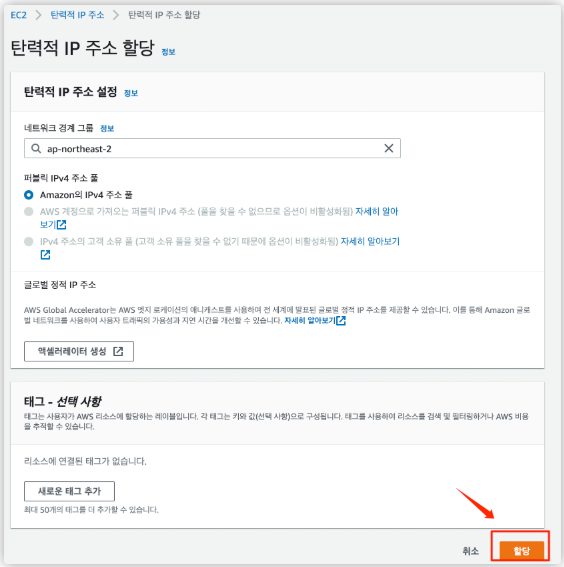 EC2 > 탄력적 IP 주소 > 탄력적 IP 주소 할당
탄력적 IP 주소 할당 정보
탄력적 IP 주소 설정 정보
네트워크 경계 그룹 정보
ap-northeast-2
퍼블릭 IPv4 주소 풀
Amazon의 IPv4 주소 풀
AWS 계정으로 가져오는 퍼블릭 IPv4 주소 (풀을 찾을 수 없으므로 옵션이 비활성화됨) 자세히 알아
보기
IPv4 주소의 고객 소유 풀 (고객 소유 풀을 찾을 수 없기 때문에 옵션이 비활성화됨) 자세히 알아보기
글로벌 정적 IP 주소
AWS Global Accelerator는 AWS 엣지 로케이션의 애니캐스트를 사용하여 전 세계에 발표된 글로벌 정적 IP 주소를 제공할 수 있습니다. 이를 통해 Amazon 글로
벌 네트워크를 사용하여 사용자 트래픽의 가용성과 지연 시간을 개선할 수 있습니다. 자세히 알아보기
액셀러레이터 생성
태그 - 선택 사항
태그는 사용자가 AWS 리소스에 할당하는 레이블입니다. 각 태그는 키와 값(선택 사항)으로 구성됩니다. 태그를 사용하여 리소스를 검색 및 필터링하거나 AWS 비용
을 추적할 수 있습니다.
리소스에 연결된 태그가 없습니다.
새로운 태그 추가
최대 50개의 태그를 더 추가할 수 있습니다.
취소 할당